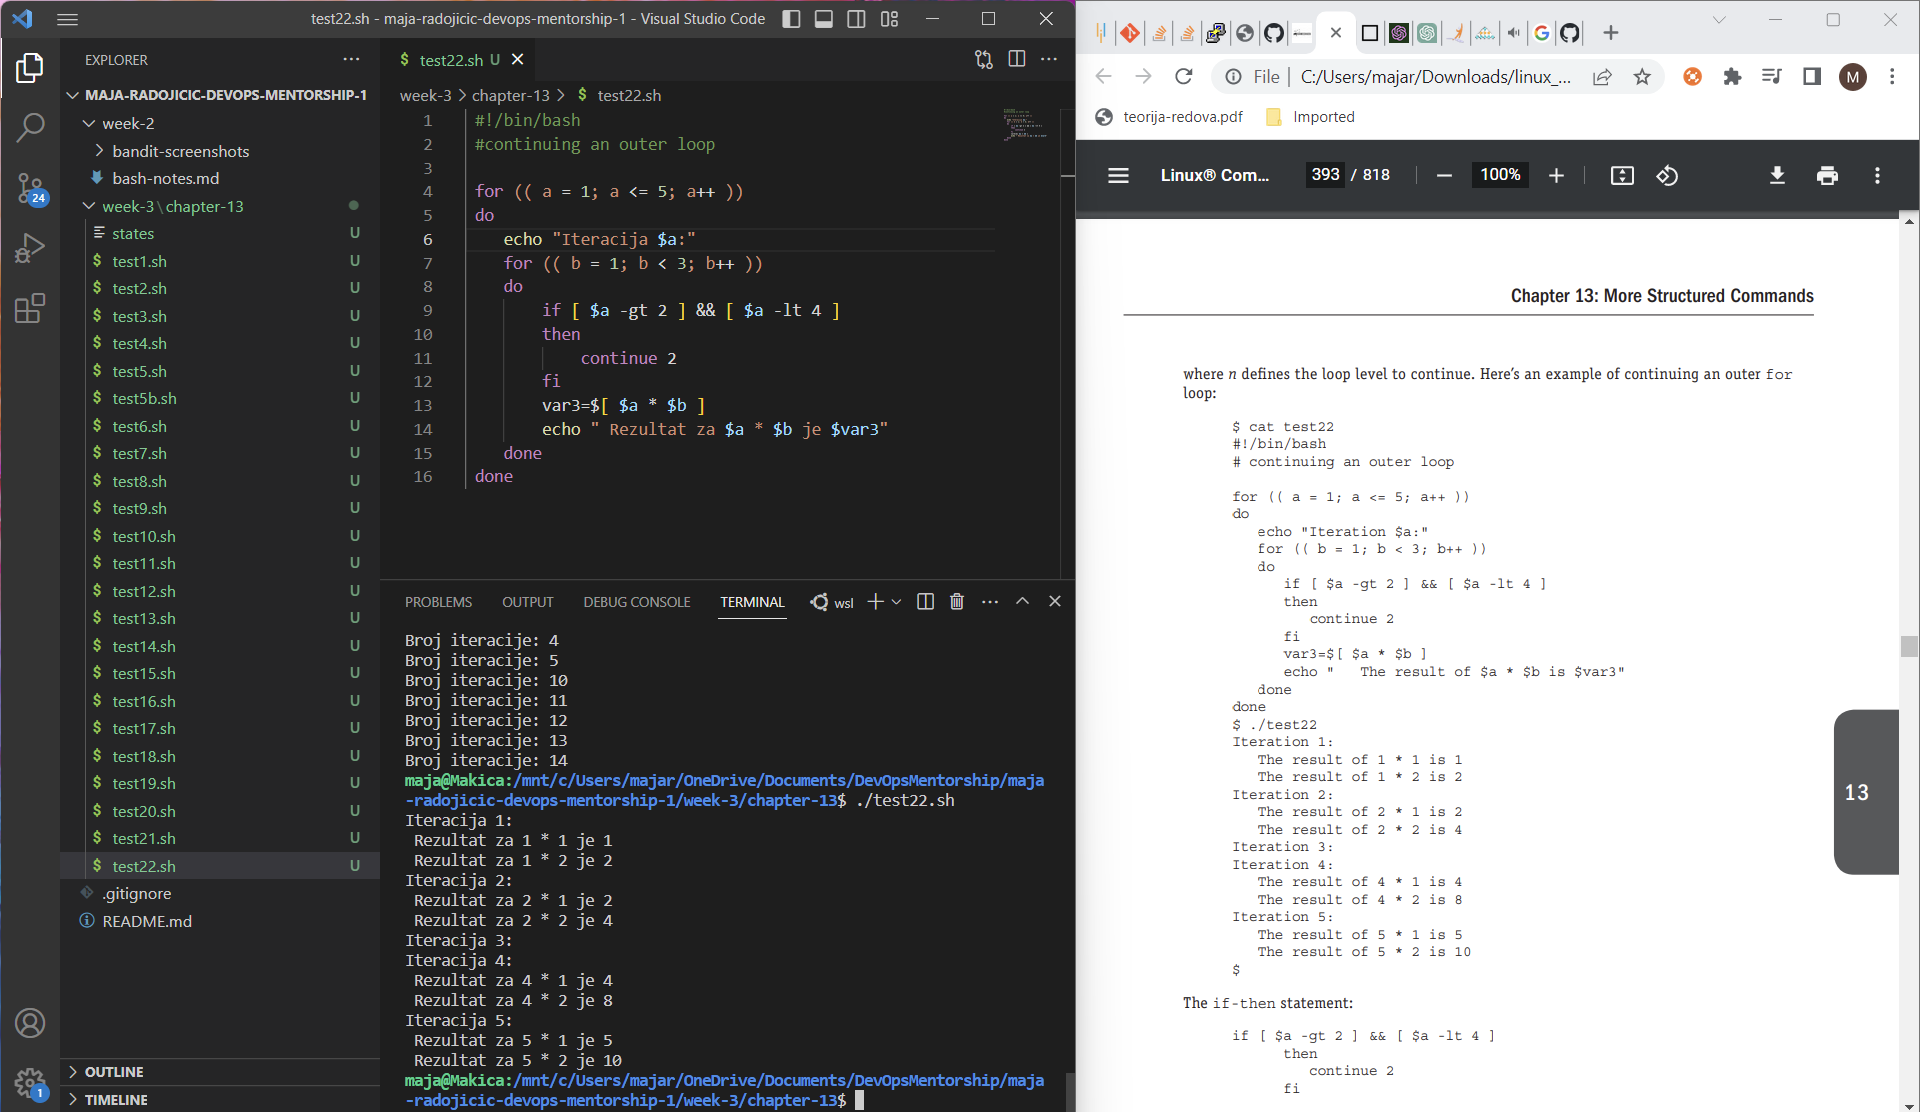 test22.sh - maja-radojicic-devops-mentorship-1 - Visual Studio Code
EXPLORER
MAJA-RADOJICIC-DEVOPS-MENTORSHIP-1
week-2
bandit-screenshots
bash-notes.md
week-3\chapter-13
states U
$ test1.sh U
$ test2.sh U
$ test3.sh U
$ test4.sh U
$ test5.sh U
$ test5b.sh U
$ test6.sh U
$ test7.sh U
$ test8.sh U
$ test9.sh U
$ test10.sh U
$ test11.sh U
$ test12.sh U
$ test13.sh U
$ test14.sh U
$ test15.sh U
$ test16.sh U
$ test17.sh U
$ test18.sh U
$ test19.sh U
$ test20.sh U
$ test21.sh U
$ test22.sh U
.gitignore
README.md
OUTLINE
TIMELINE
24
1
$ test22.sh U
week-3 > chapter-13 > $ test22.sh
1 #!/bin/bash
2 #continuing an outer loop
3
4 for (( a = 1; a <= 5; a++ ))
5 do
6 echo "Iteracija $a:"
7 for (( b = 1; b < 3; b++ ))
8 do
9 if [ $a -gt 2 ] && [ $a -lt 4 ]
10 then
11 continue 2
12 fi
13 var3=$[ $a * $b ]
14 echo " Rezultat za $a * $b je $var3"
15 done
16 done
PROBLEMS OUTPUT DEBUG CONSOLE TERMINAL wsl
Broj iteracije: 4
Broj iteracije: 5
Broj iteracije: 10
Broj iteracije: 11
Broj iteracije: 12
Broj iteracije: 13
Broj iteracije: 14
maja@Makica:/mnt/c/Users/majar/OneDrive/Documents/DevOpsMentorship/maja
-radojicic-devops-mentorship-1/week-3/chapter-13$ ./test22.sh
Iteracija 1:
Rezultat za 1 * 1 je 1
Rezultat za 1 * 2 je 2
Iteracija 2:
Rezultat za 2 * 1 je 2
Rezultat za 2 * 2 je 4
Iteracija 3:
Iteracija 4:
Rezultat za 4 * 1 je 4
Rezultat za 4 * 2 je 8
Iteracija 5:
Rezultat za 5 * 1 je 5
Rezultat za 5 * 2 je 10
maja@Makica:/mnt/c/Users/majar/OneDrive/Documents/DevOpsMentorship/maja
-radojicic-devops-mentorship-1/week-3/chapter-13$
File | C:/Users/majar/Downloads/linux_... M
teorija-redova.pdf Imported
Linux® Com... 393 / 818 100%
Chapter 13: More Structured Commands
where n defines the loop level to continue. Here's an example of continuing an outer for
loop:
$ cat test22
#!/bin/bash
# continuing an outer loop
for (( a = 1; a <= 5; a++ ))
do
echo "Iteration $a:"
for (( b = 1; b < 3; b++ ))
do
if [ $a -gt 2 ] && [ $a -lt 4 ]
then
continue 2
fi
var3=$[ $a * $b ]
echo " The result of $a * $b is $var3"
done
done
$ ./test22
Iteration 1:
The result of 1 * 1 is 1
The result of 1 * 2 is 2
Iteration 2:
The result of 2 * 1 is 2
The result of 2 * 2 is 4
Iteration 3:
Iteration 4:
The result of 4 * 1 is 4
The result of 4 * 2 is 8
Iteration 5:
The result of 5 * 1 is 5
The result of 5 * 2 is 10
$
13
The if-then statement:
if [ $a -gt 2 ] && [ $a -lt 4 ]
then
continue 2
fi